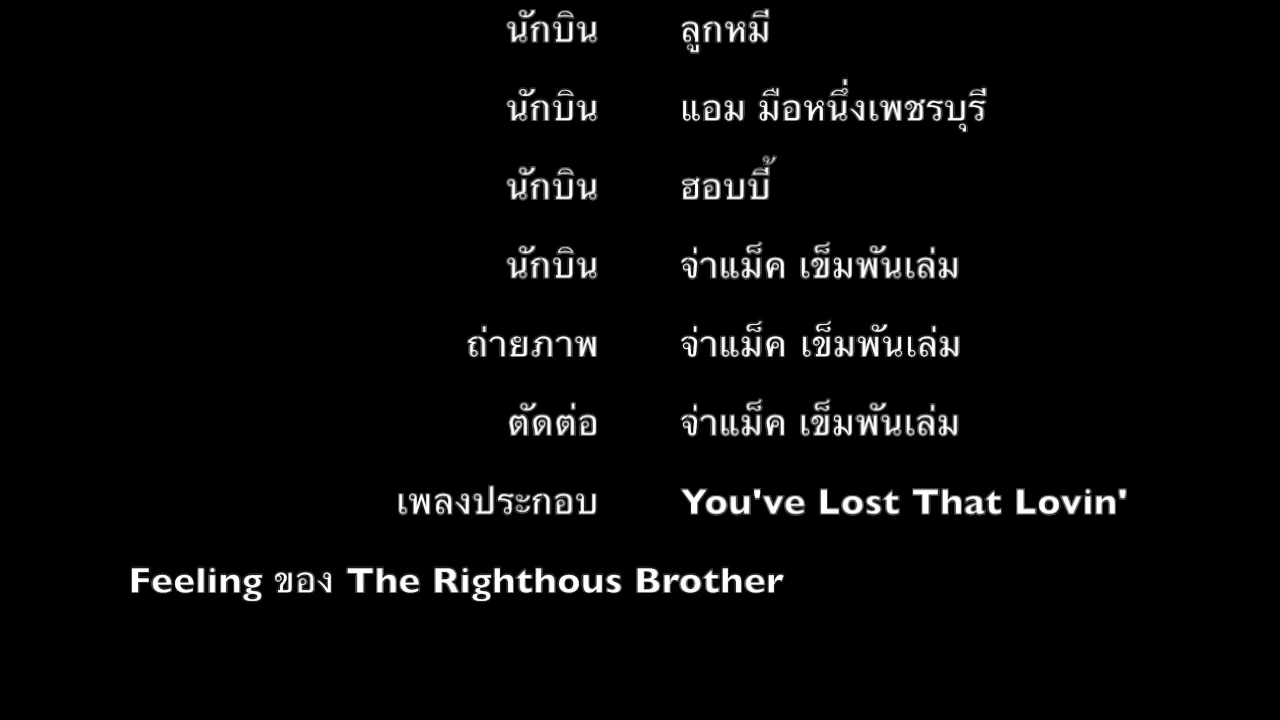 นักบิน ลูกหมี
นักบิน แอม มือหนึ่งเพชรบุรี
นักบิน ฮอบบี้
นักบิน จ่าแม็ค เข็มพันเล่ม
ถ่ายภาพ จ่าแม็ค เข็มพันเล่ม
ตัดต่อ จ่าแม็ค เข็มพันเล่ม
เพลงประกอบ You've Lost That Lovin'
Feeling ของ The Righthous Brother